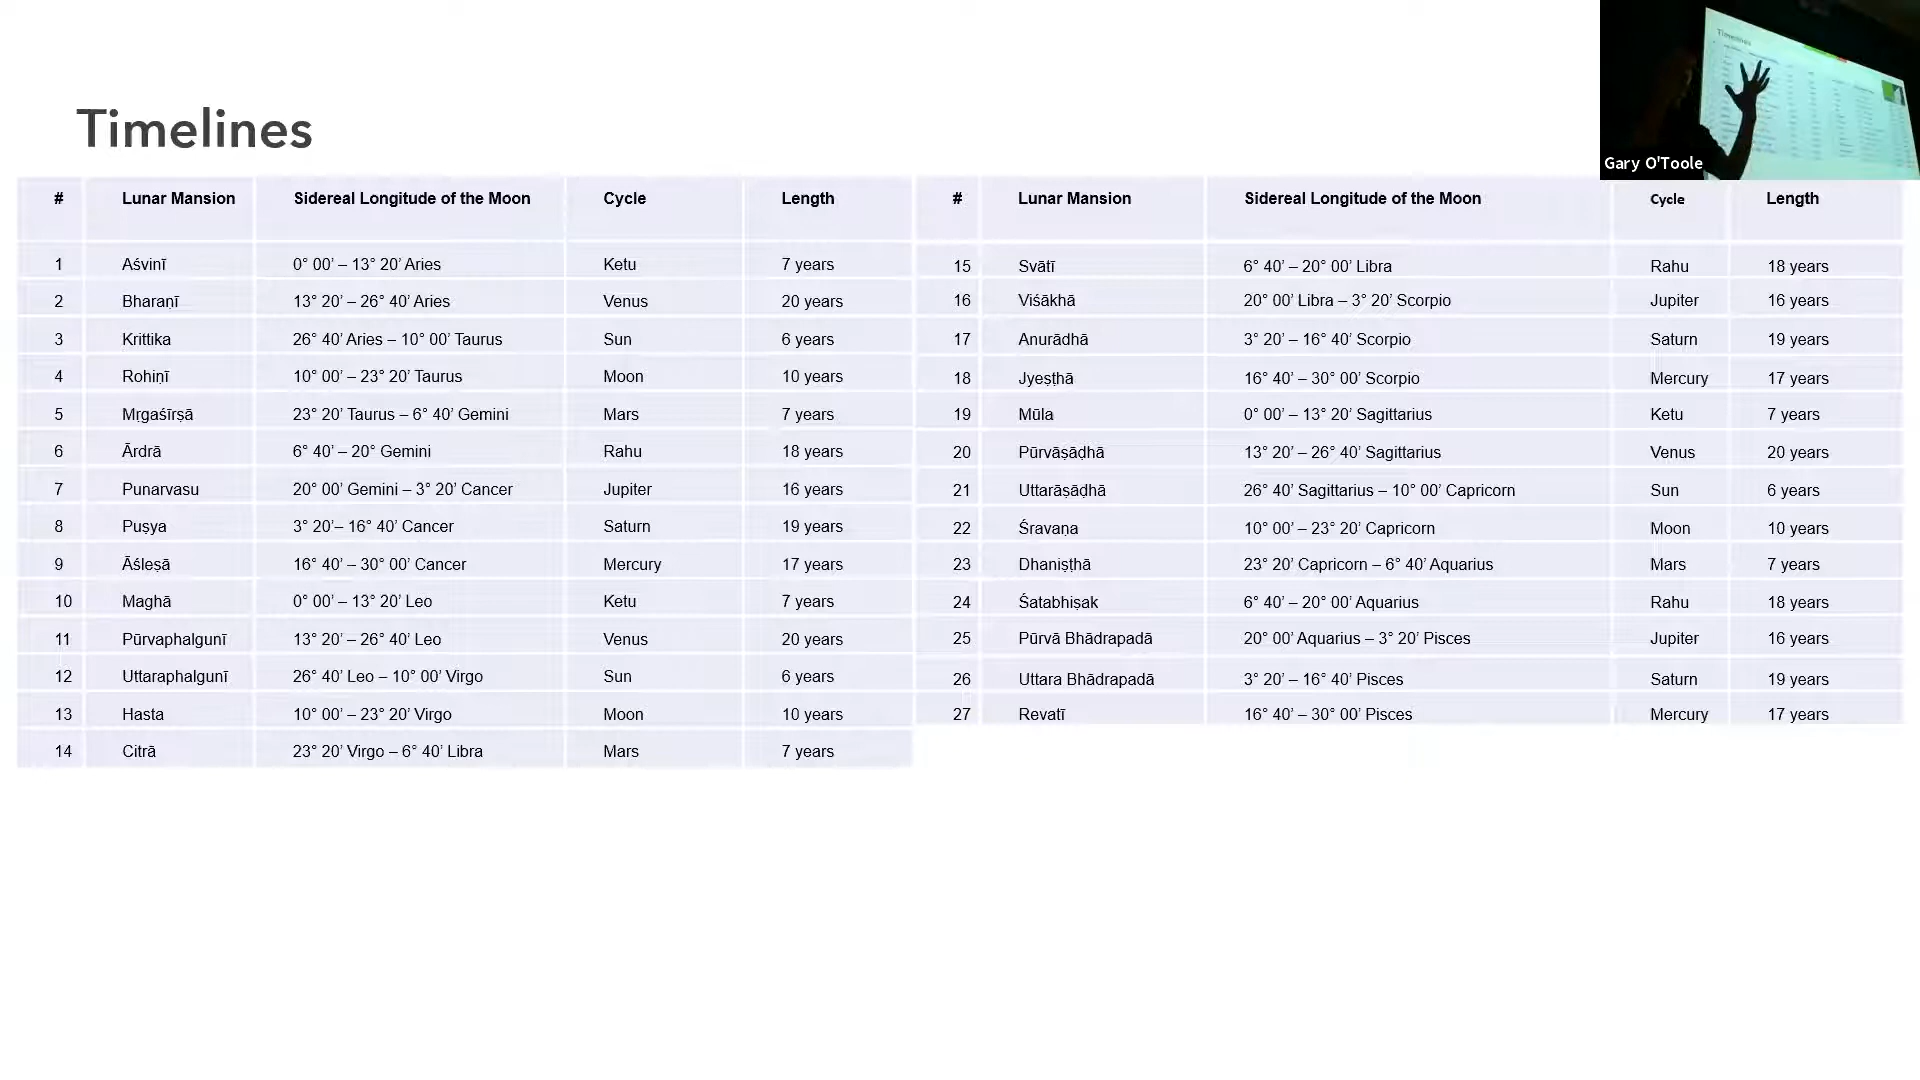 Timelines
Gary O'Toole
# Lunar Mansion Sidereal Longitude of the Moon Cycle Length
1 Aśvinī 0° 00’ – 13° 20’ Aries Ketu 7 years
2 Bharaṇī 13° 20’ – 26° 40’ Aries Venus 20 years
3 Krittika 26° 40’ Aries – 10° 00’ Taurus Sun 6 years
4 Rohiṇī 10° 00’ – 23° 20’ Taurus Moon 10 years
5 Mṛgaśīrṣā 23° 20’ Taurus – 6° 40’ Gemini Mars 7 years
6 Ārdrā 6° 40’ – 20° Gemini Rahu 18 years
7 Punarvasu 20° 00’ Gemini – 3° 20’ Cancer Jupiter 16 years
8 Puṣya 3° 20’– 16° 40’ Cancer Saturn 19 years
9 Āśleṣā 16° 40’ – 30° 00’ Cancer Mercury 17 years
10 Maghā 0° 00’ – 13° 20’ Leo Ketu 7 years
11 Pūrvaphalgunī 13° 20’ – 26° 40’ Leo Venus 20 years
12 Uttaraphalgunī 26° 40’ Leo – 10° 00’ Virgo Sun 6 years
13 Hasta 10° 00’ – 23° 20’ Virgo Moon 10 years
14 Citrā 23° 20’ Virgo – 6° 40’ Libra Mars 7 years
# Lunar Mansion Sidereal Longitude of the Moon Cycle Length
15 Svātī 6° 40’ – 20° 00’ Libra Rahu 18 years
16 Viśākhā 20° 00’ Libra – 3° 20’ Scorpio Jupiter 16 years
17 Anurādhā 3° 20’ – 16° 40’ Scorpio Saturn 19 years
18 Jyeṣṭhā 16° 40’ – 30° 00’ Scorpio Mercury 17 years
19 Mūla 0° 00’ – 13° 20’ Sagittarius Ketu 7 years
20 Pūrvāṣāḍhā 13° 20’ – 26° 40’ Sagittarius Venus 20 years
21 Uttarāṣāḍhā 26° 40’ Sagittarius – 10° 00’ Capricorn Sun 6 years
22 Śravaṇa 10° 00’ – 23° 20’ Capricorn Moon 10 years
23 Dhaniṣṭhā 23° 20’ Capricorn – 6° 40’ Aquarius Mars 7 years
24 Śatabhiṣak 6° 40’ – 20° 00’ Aquarius Rahu 18 years
25 Pūrvā Bhādrapadā 20° 00’ Aquarius – 3° 20’ Pisces Jupiter 16 years
26 Uttara Bhādrapadā 3° 20’ – 16° 40’ Pisces Saturn 19 years
27 Revatī 16° 40’ – 30° 00’ Pisces Mercury 17 years